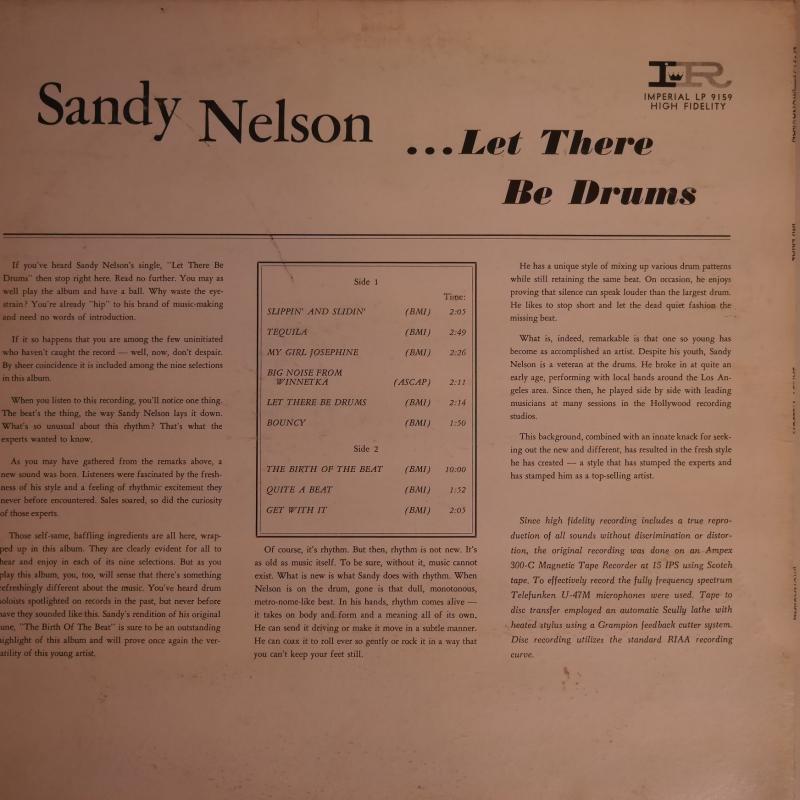 Sandy Nelson
...Let There
Be Drums
IR
IMPERIAL LP 9159
HIGH FIDELITY
If you've heard Sandy Nelson's single, "Let There Be
Drums" then stop right here. Read no further. You may as
well play the album and have a ball. Why waste the eye-
strain? You're already "hip" to his brand of music-making
and need no words of introduction.
If it so happens that you are among the few uninitiated
who haven't caught the record — well, now, don't despair.
By sheer coincidence it is included among the nine selections
in this album.
When you listen to this recording, you'll notice one thing.
The beat's the thing, the way Sandy Nelson lays it down.
What's so unusual about this rhythm? That's what the
experts wanted to know.
As you may have gathered from the remarks above, a
new sound was born. Listeners were fascinated by the fresh-
ness of his style and a feeling of rhythmic excitement they
never before encountered. Sales soared, so did the curiosity
of those experts.
Those self-same, baffling ingredients are all here, wrap-
ped up in this album. They are clearly evident for all to
hear and enjoy in each of its nine selections. But as you
play this album, you, too, will sense that there's something
refreshingly different about the music. You've heard drum
soloists spotlighted on records in the past, but never before
have they sounded like this. Sandy's rendition of his original
tune, "The Birth Of The Beat" is sure to be an outstanding
highlight of this album and will prove once again the ver-
satility of this young artist.
Side 1
Time:
SLIPPIN' AND SLIDIN' (BMI) 2:05
TEQUILA (BMI) 2:49
MY GIRL JOSEPHINE (BMI) 2:26
BIG NOISE FROM
WINNETKA (ASCAP) 2:11
LET THERE BE DRUMS (BMI) 2:14
BOUNCY (BMI) 1:50
Side 2
THE BIRTH OF THE BEAT (BMI) 10:00
QUITE A BEAT (BMI) 1:52
GET WITH IT (BMI) 2:05
Of course, it's rhythm. But then, rhythm is not new. It's
as old as music itself. To be sure, without it, music cannot
exist. What is new is what Sandy does with rhythm. When
Nelson is on the drum, gone is that dull, monotonous,
metro-nome-like beat. In his hands, rhythm comes alive —
it takes on body and form and a meaning all of its own.
He can send it driving or make it move in a subtle manner.
He can coax it to roll ever so gently or rock it in a way that
you can't keep your feet still.
He has a unique style of mixing up various drum patterns
while still retaining the same beat. On occasion, he enjoys
proving that silence can speak louder than the largest drum.
He likes to stop short and let the dead quiet fashion the
missing beat.
What is, indeed, remarkable is that one so young has
become as accomplished an artist. Despite his youth, Sandy
Nelson is a veteran at the drums. He broke in at quite an
early age, performing with local bands around the Los An-
geles area. Since then, he played side by side with leading
musicians at many sessions in the Hollywood recording
studios.
This background, combined with an innate knack for seek-
ing out the new and different, has resulted in the fresh style
he has created — a style that has stamped the experts and
has stamped him as a top-selling artist.
Since high fidelity recording includes a true repro-
duction of all sounds without discrimination or distor-
tion, the original recording was done on an Ampex
300-C Magnetic Tape Recorder at 15 IPS using Scotch
tape. To effectively record the fully frequency spectrum
Telefunken U-47M microphones were used. Tape to
disc transfer employed an automatic Scully lathe with
heated stylus using a Grampion feedback cutter system.
Disc recording utilizes the standard RIAA recording
curve.